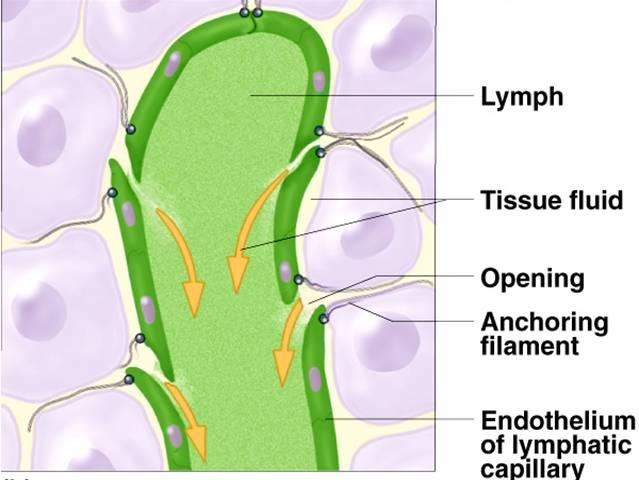 Lymph
Tissue fluid
Opening
Anchoring
filament
Endothelium
of lymphatic
capillary